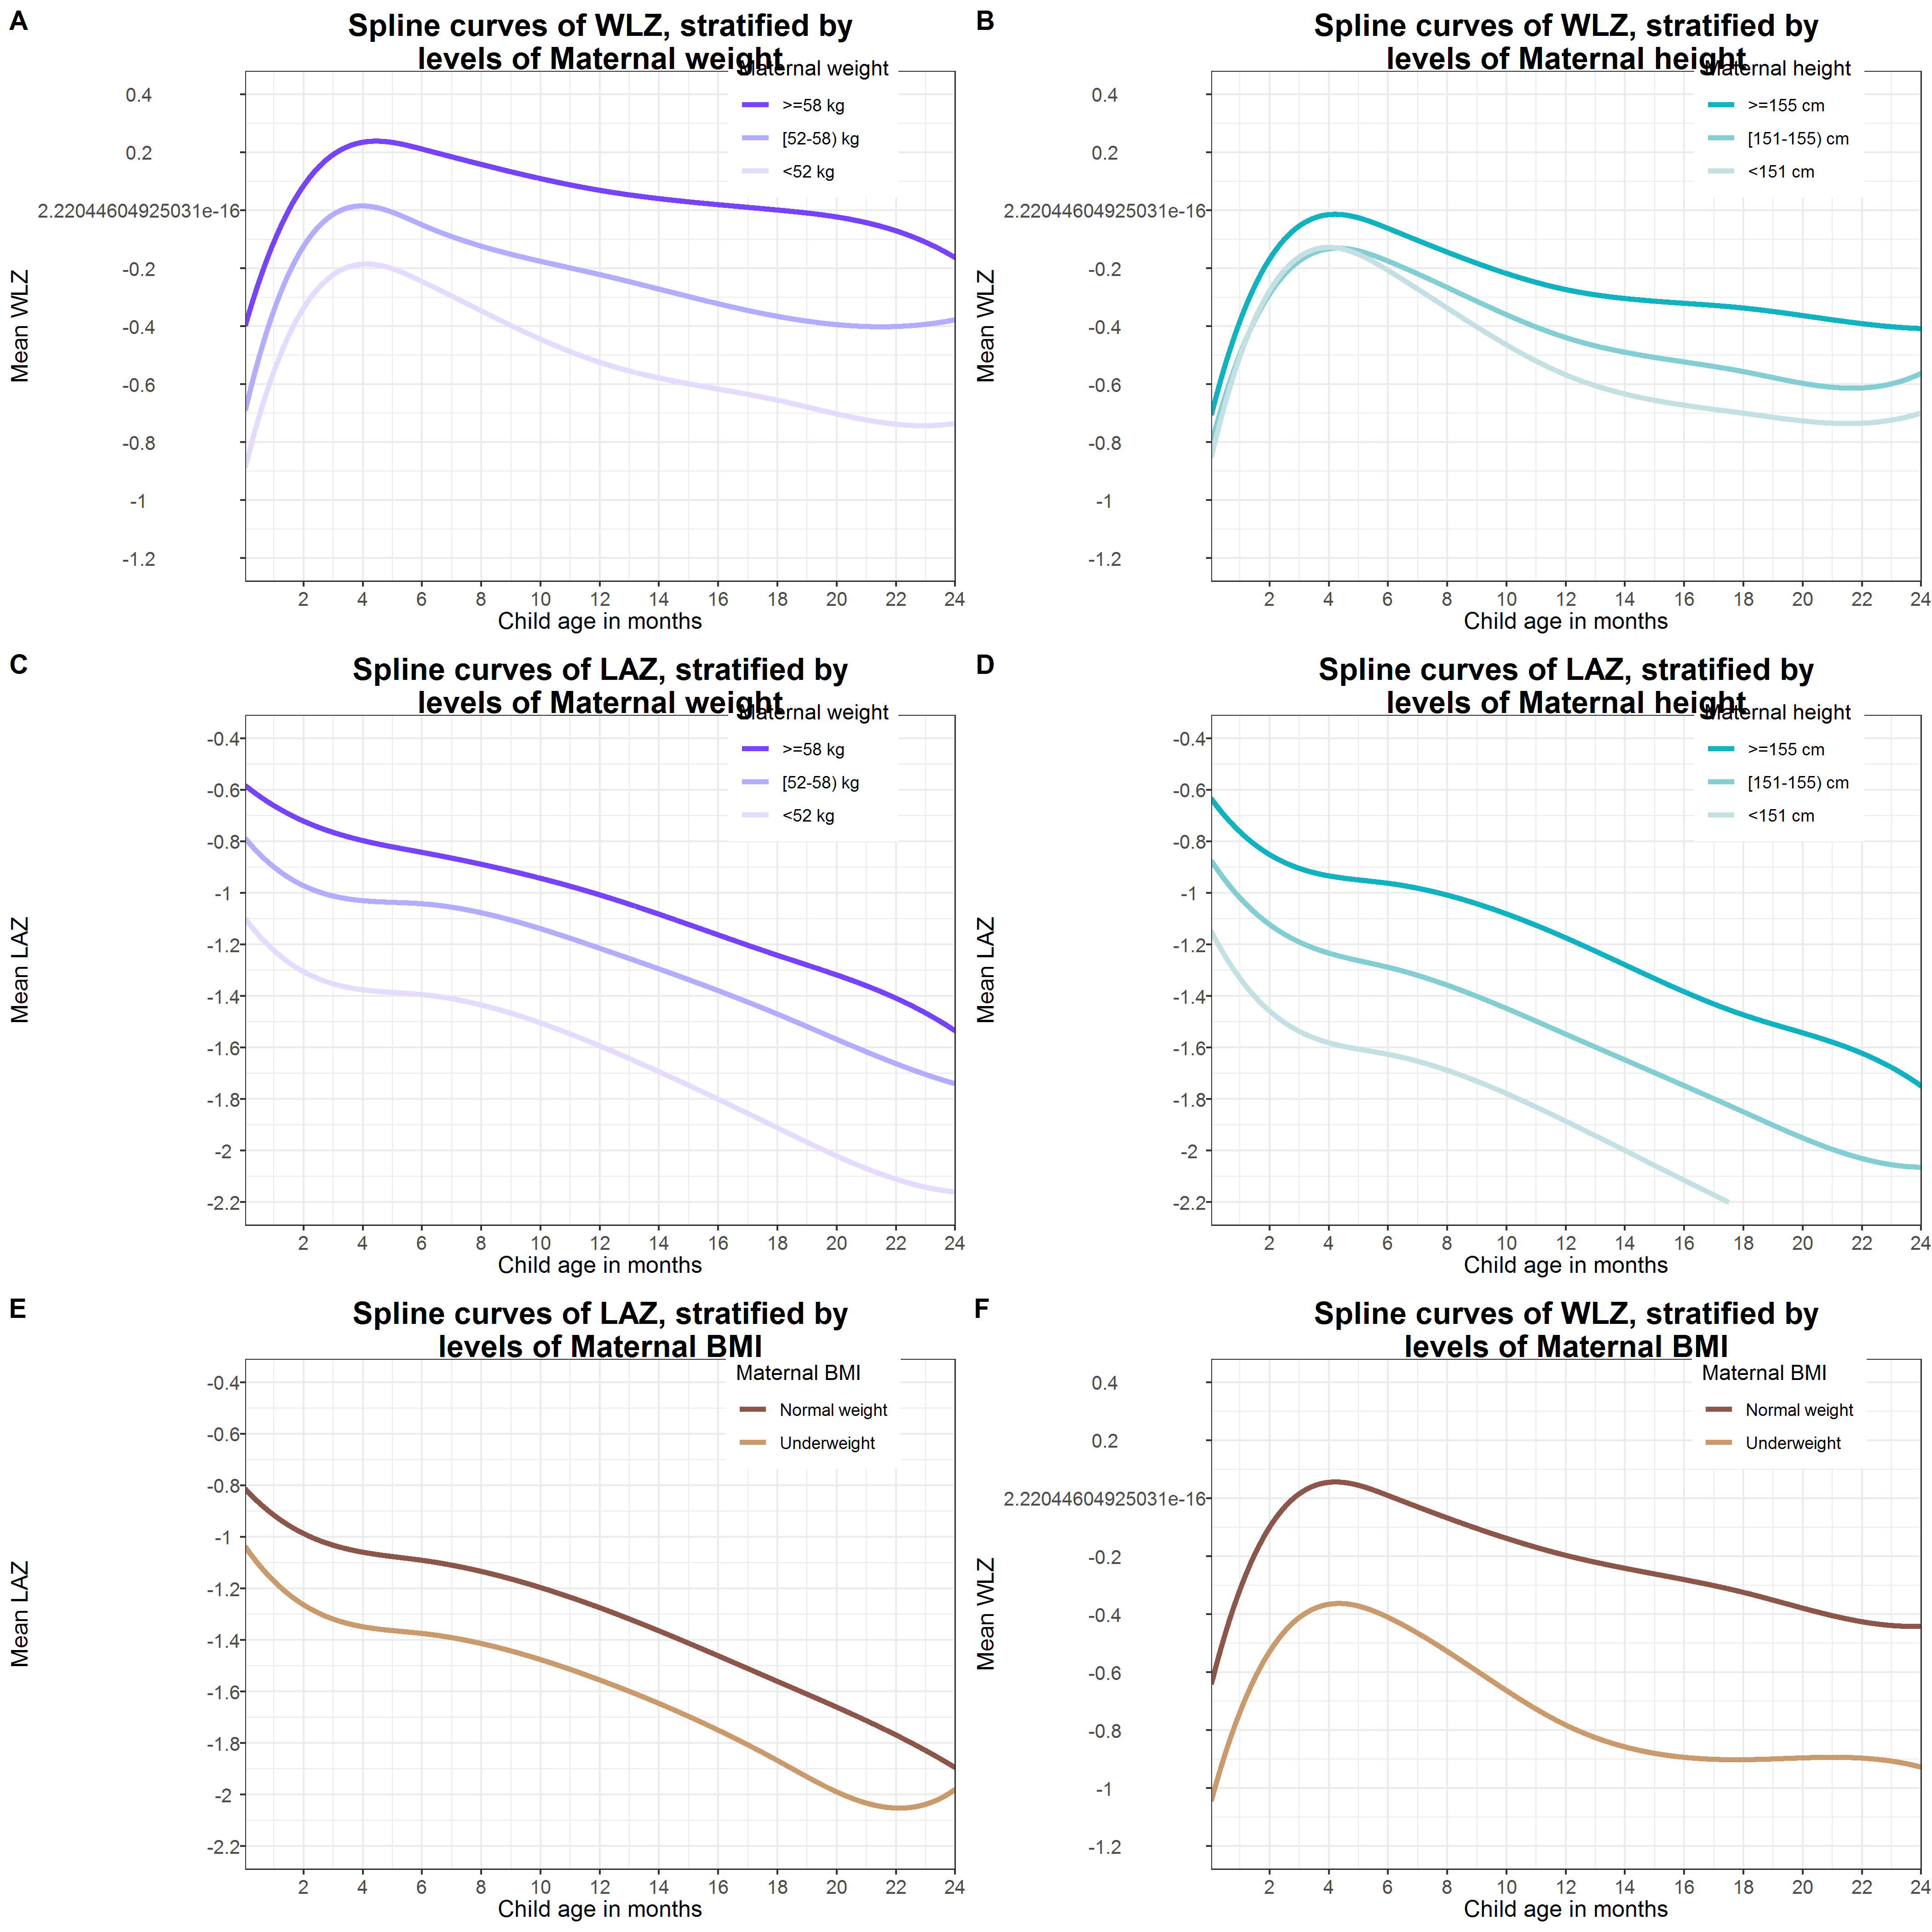 A
Spline curves of WLZ, stratified by
levels of Maternal weight
Maternal weight
>=58 kg
[52-58) kg
<52 kg
0.4
0.2
2.22044604925031e-16
-0.2
-0.4
-0.6
-0.8
-1
-1.2
Mean WLZ
2 4 6 8 10 12 14 16 18 20 22 24
Child age in months
B
Spline curves of WLZ, stratified by
levels of Maternal height
Maternal height
>=155 cm
[151-155) cm
<151 cm
0.4
0.2
2.22044604925031e-16
-0.2
-0.4
-0.6
-0.8
-1
-1.2
Mean WLZ
2 4 6 8 10 12 14 16 18 20 22 24
Child age in months
C
Spline curves of LAZ, stratified by
levels of Maternal weight
Maternal weight
>=58 kg
[52-58) kg
<52 kg
-0.4
-0.6
-0.8
-1
-1.2
-1.4
-1.6
-1.8
-2
-2.2
Mean LAZ
2 4 6 8 10 12 14 16 18 20 22 24
Child age in months
D
Spline curves of LAZ, stratified by
levels of Maternal height
Maternal height
>=155 cm
[151-155) cm
<151 cm
-0.4
-0.6
-0.8
-1
-1.2
-1.4
-1.6
-1.8
-2
-2.2
Mean LAZ
2 4 6 8 10 12 14 16 18 20 22 24
Child age in months
E
Spline curves of LAZ, stratified by
levels of Maternal BMI
Maternal BMI
Normal weight
Underweight
-0.4
-0.6
-0.8
-1
-1.2
-1.4
-1.6
-1.8
-2
-2.2
Mean LAZ
2 4 6 8 10 12 14 16 18 20 22 24
Child age in months
F
Spline curves of WLZ, stratified by
levels of Maternal BMI
Maternal BMI
Normal weight
Underweight
0.4
0.2
2.22044604925031e-16
-0.2
-0.4
-0.6
-0.8
-1
-1.2
Mean WLZ
2 4 6 8 10 12 14 16 18 20 22 24
Child age in months